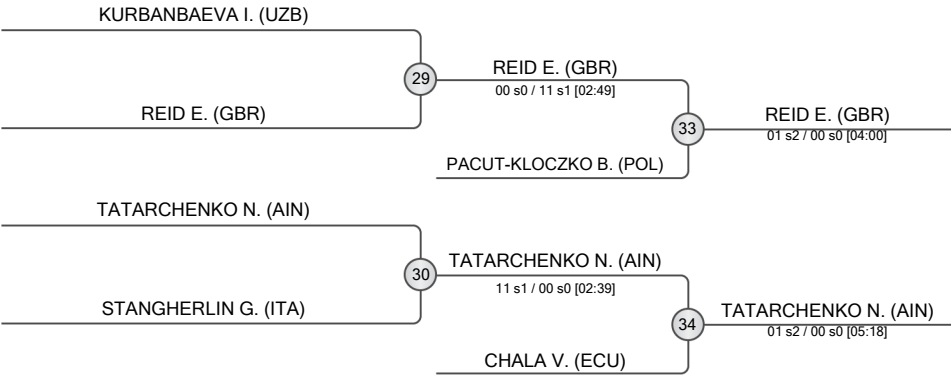 KURBANBAEVA I. (UZB)
29
REID E. (GBR)
REID E. (GBR)
00 s0 / 11 s1 [02:49]
33
REID E. (GBR)
01 s2 / 00 s0 [04:00]
PACUT-KLOCZKO B. (POL)
TATARCHENKO N. (AIN)
30
TATARCHENKO N. (AIN)
11 s1 / 00 s0 [02:39]
STANGHERLIN G. (ITA)
34
TATARCHENKO N. (AIN)
01 s2 / 00 s0 [05:18]
CHALA V. (ECU)